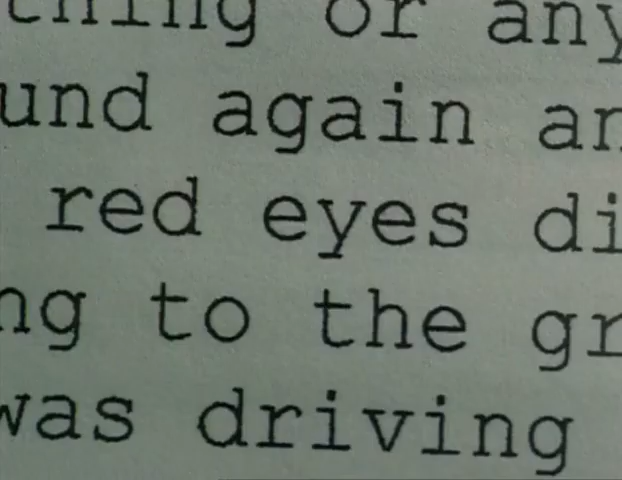 thing or any
und again an
red eyes di
ng to the gr
was driving